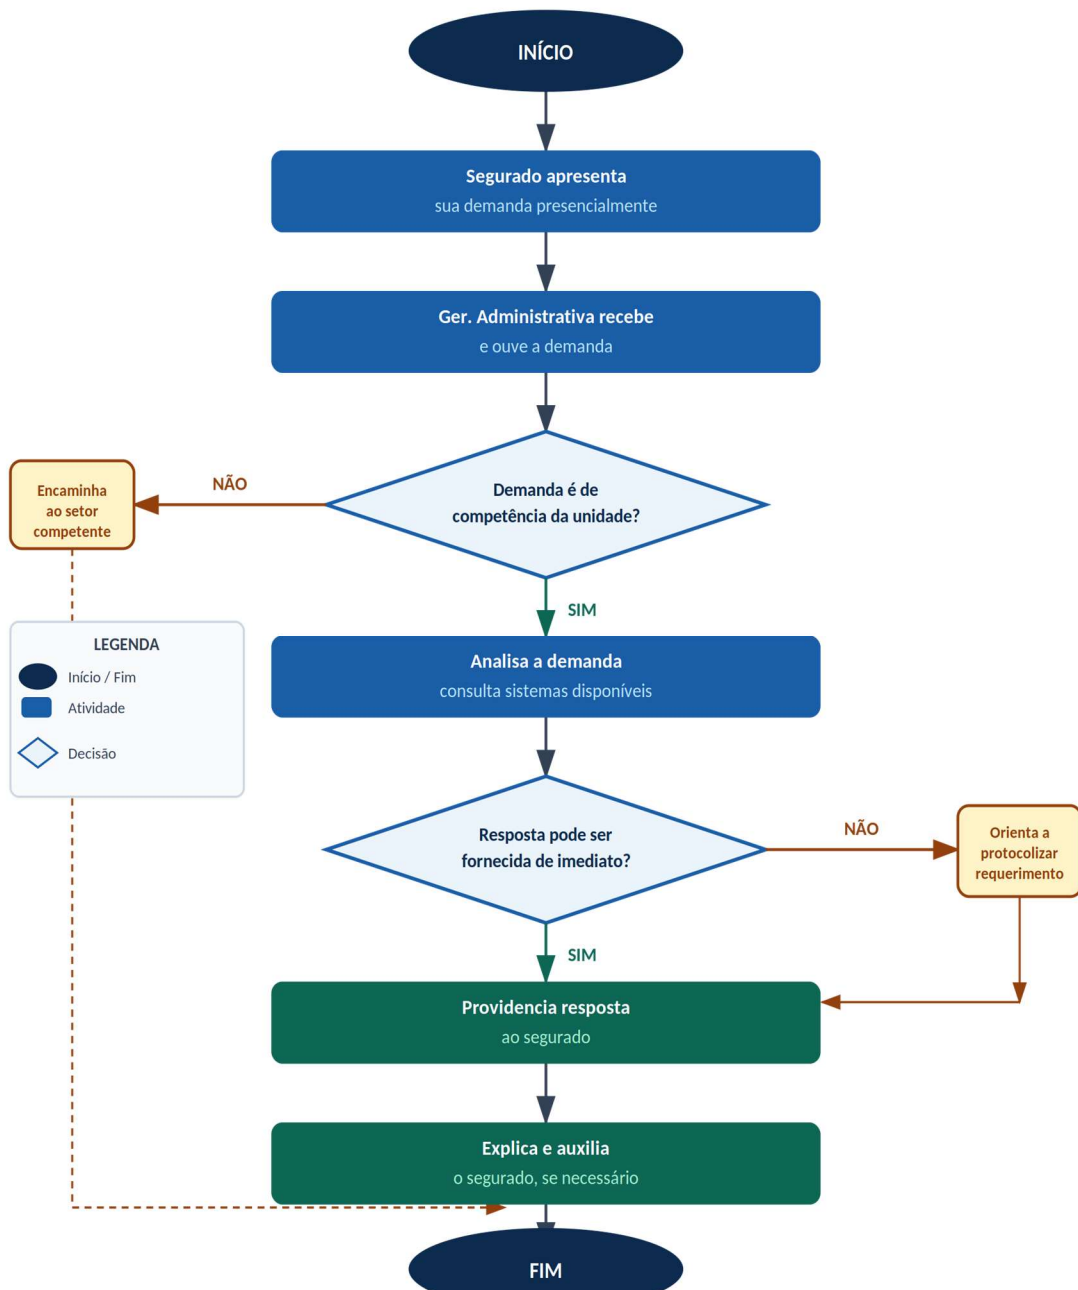 INÍCIO
Segurado apresenta
sua demanda presencialmente
Ger. Administrativa recebe
e ouve a demanda
Demanda é de
competência da unidade?
NÃO
Encaminha
ao setor
competente
SIM
LEGENDA
Início / Fim
Atividade
Decisão
Analisa a demanda
consulta sistemas disponíveis
Resposta pode ser
fornecida de imediato?
NÃO
Orienta a
protocolizar
requerimento
SIM
Providencia resposta
ao segurado
Explica e auxilia
o segurado, se necessário
FIM